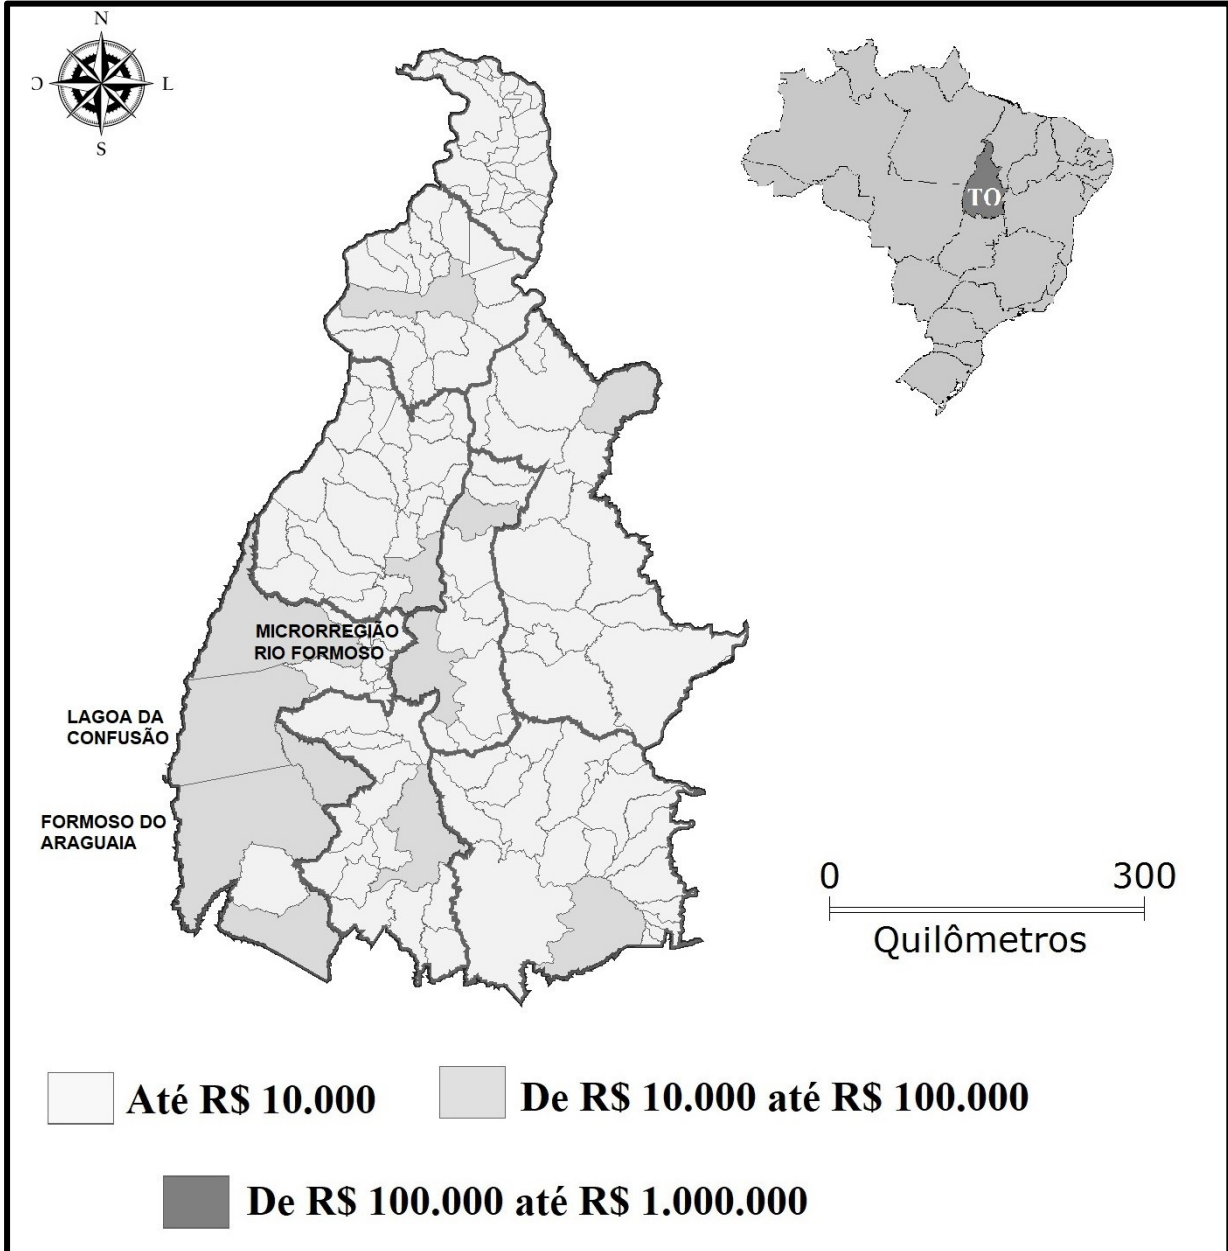 N
Ɔ
L
S
TO
MICRORREGIÃO
RIO FORMOSO
LAGOA DA
CONFUSÃO
FORMOSO DO
ARAGUAIA
0
300
Quilômetros
Até R$ 10.000
De R$ 10.000 até R$ 100.000
De R$ 100.000 até R$ 1.000.000